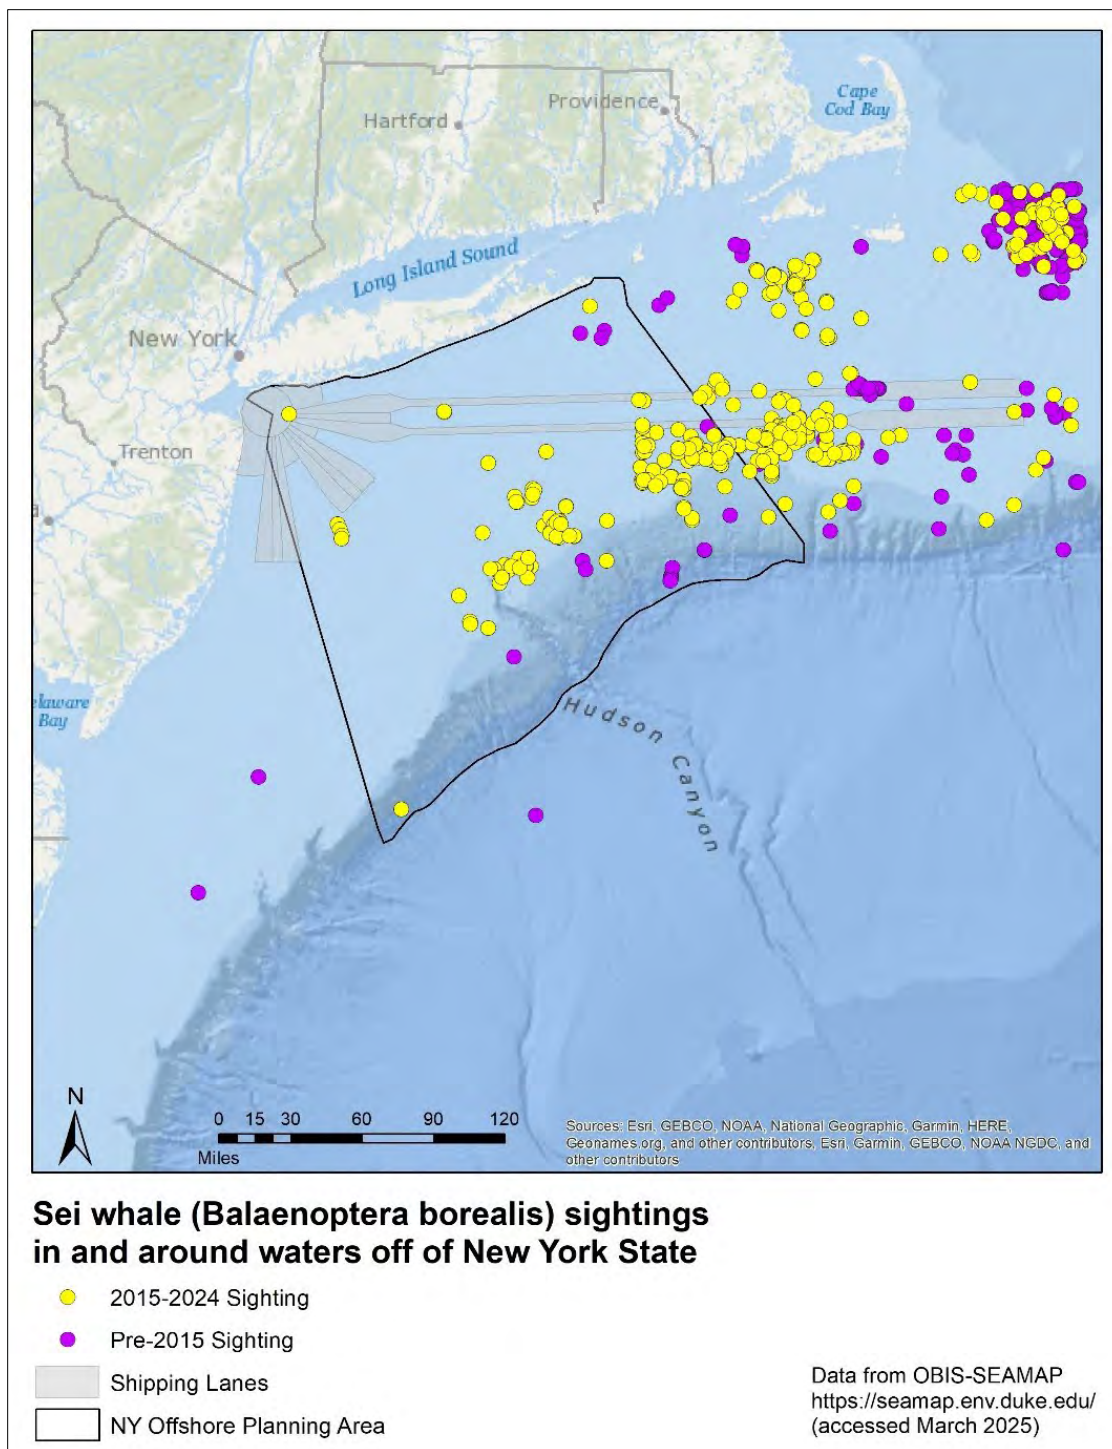 Cape
Cod Bay
Providence
Hartford
Long Island Sound
New York
Trenton
a
elaware
Bay
Hudson Canyon
N
0 15 30 60 90 120
Miles
Sources: Esri, GEBCO, NOAA, National Geographic, Garmin, HERE,
Geonames.org, and other contributors, Esri, Garmin, GEBCO, NOAA NGDC, and
other contributors
Sei whale (Balaenoptera borealis) sightings
in and around waters off of New York State
2015-2024 Sighting
Pre-2015 Sighting
Shipping Lanes
NY Offshore Planning Area
Data from OBIS-SEAMAP
https://seamap.env.duke.edu/
(accessed March 2025)